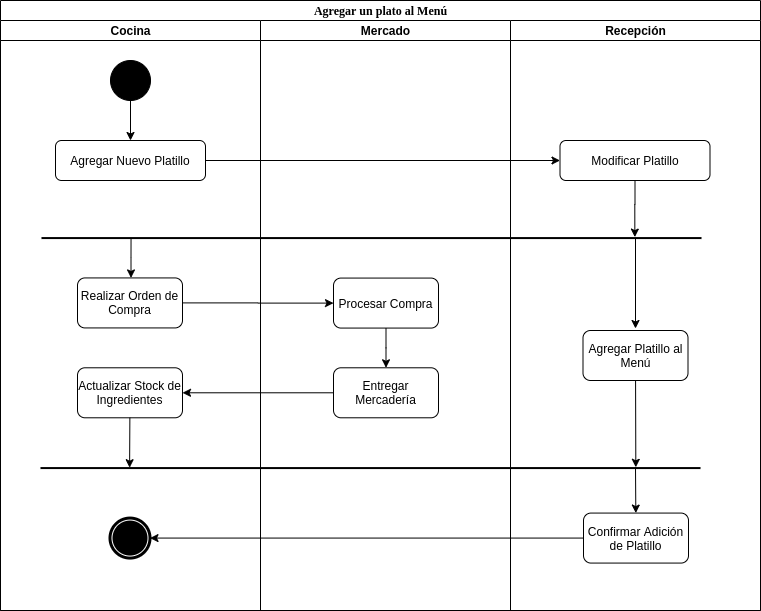 Agregar un plato al Menú
Cocina
Mercado
Recepción
Agregar Nuevo Platillo
Modificar Platillo
Realizar Orden de
Compra
Procesar Compra
Agregar Platillo al
Menú
Actualizar Stock de
Ingredientes
Entregar
Mercadería
Confirmar Adición
de Platillo